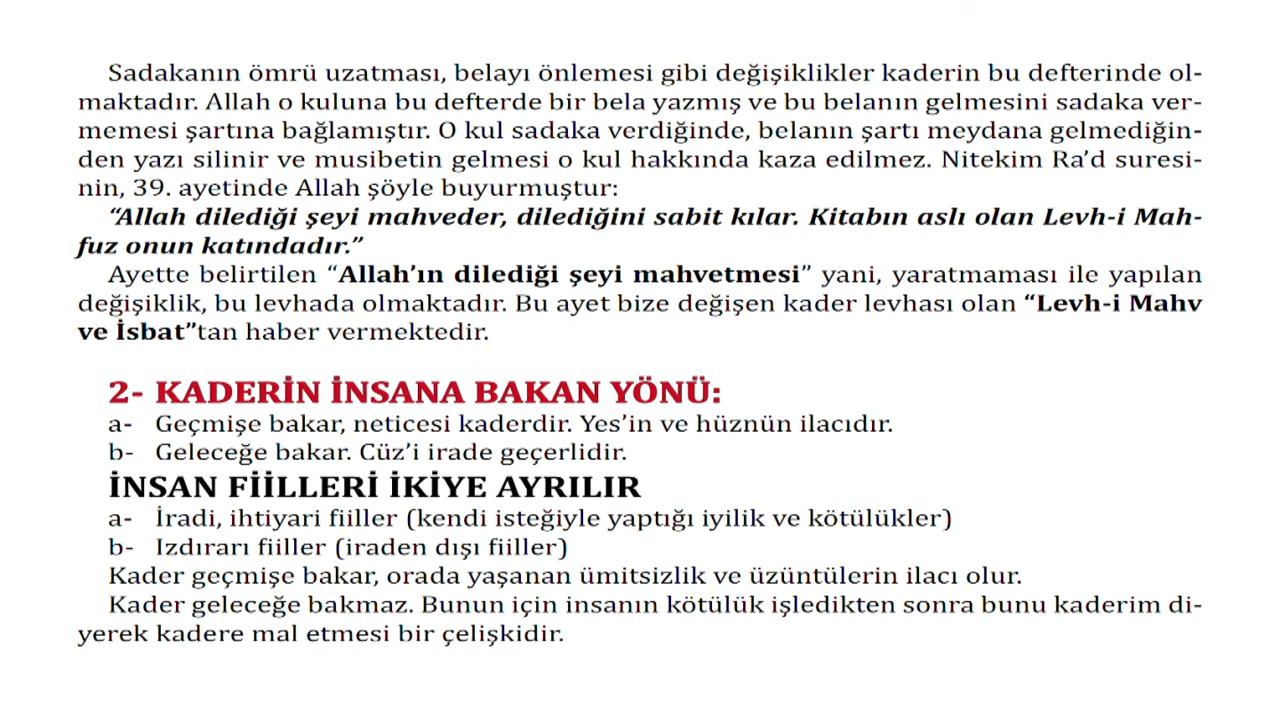 Sadakanın ömrü uzatması, belayı önlemesi gibi değişiklikler kaderin bu defterinde ol-
maktadır. Allah o kuluna bu defterde bir bela yazmış ve bu belanın gelmesini sadaka ver-
memesi şartına bağlamıştır. O kul sadaka verdiğinde, belanın şartı meydana gelmediğin-
den yazı silinir ve musibetin gelmesi o kul hakkında kaza edilmez. Nitekim Ra’d suresi-
nin, 39. ayetinde Allah şöyle buyurmuştur:
“Allah dilediği şeyi mahveder, dilediğini sabit kılar. Kitabın aslı olan Levh-i Mah-
fuz onun katındadır.”
Ayette belirtilen “Allah’ın dilediği şeyi mahvetmesi” yani, yaratmaması ile yapılan
değişiklik, bu levhada olmaktadır. Bu ayet bize değişen kader levhası olan “Levh-i Mahv
ve İsbat”tan haber vermektedir.
2- KADERİN İNSANA BAKAN YÖNÜ:
a- Geçmişe bakar, neticesi kaderdir. Yes’in ve hüznün ilacıdır.
b- Geleceğe bakar. Cüz’i irade geçerlidir.
İNSAN FİİLLERİ İKİYE AYRILIR
a- İradi, ihtiyari fiiller (kendi isteğiyle yaptığı iyilik ve kötülükler)
b- Izdırarı fiiller (iraden dışı fiiller)
Kader geçmişe bakar, orada yaşanan ümitsizlik ve üzüntülerin ilacı olur.
Kader geleceğe bakmaz. Bunun için insanın kötülük işledikten sonra bunu kaderim di-
yerek kadere mal etmesi bir çelişkidir.